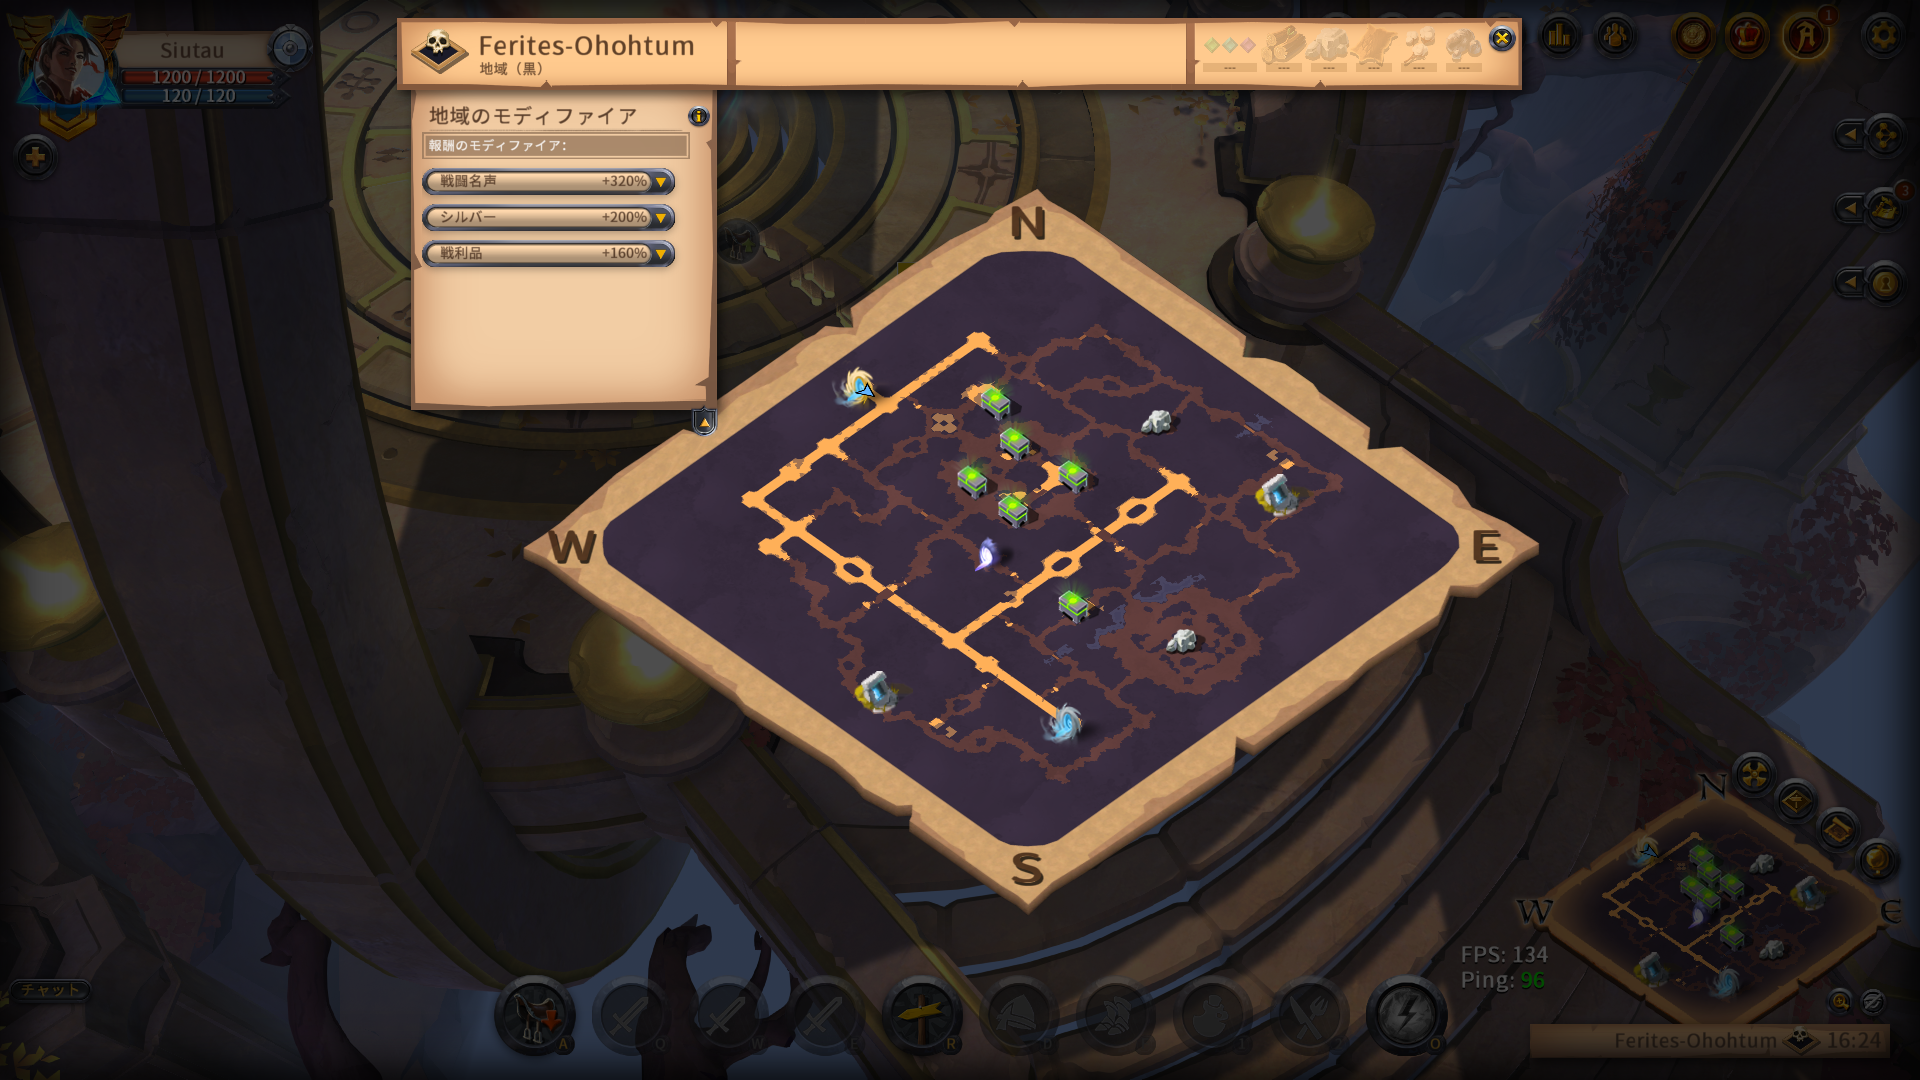 Siutau
1200 / 1200
120 / 120
Ferites-Ohohtum
地域（黒）
---
---
---
---
---
---
1
地域のモディファイア
報酬のモディファイア：
戦闘名声 +320%
シルバー +200%
戦利品 +160%
3
N
W
E
S
N
W
E
FPS: 134
Ping: 96
チャット
A
Q
W
E
R
D
O
Ferites-Ohohtum 16:24